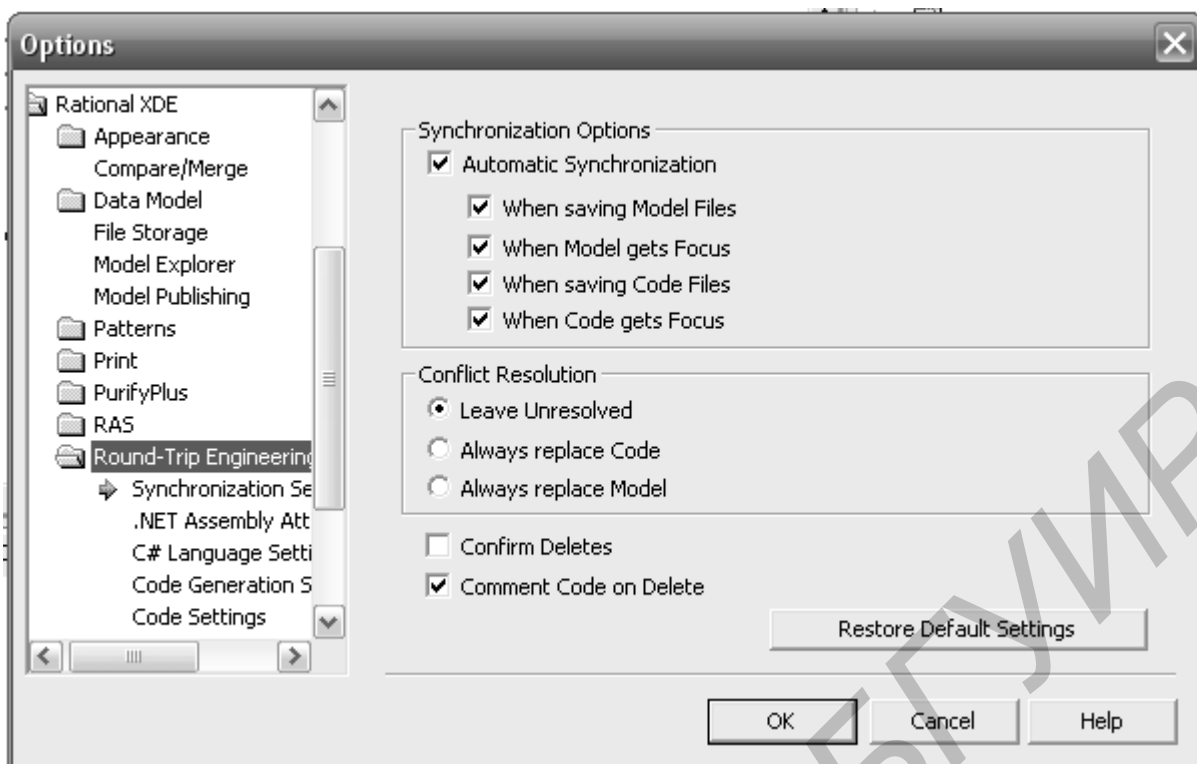 Options
Rational XDE
Appearance
Compare/Merge
Data Model
File Storage
Model Explorer
Model Publishing
Patterns
Print
PurifyPlus
RAS
Round-Trip Engineering
Synchronization Se
.NET Assembly Att
C# Language Setti
Code Generation S
Code Settings
Synchronization Options
Automatic Synchronization
When saving Model Files
When Model gets Focus
When saving Code Files
When Code gets Focus
Conflict Resolution
Leave Unresolved
Always replace Code
Always replace Model
Confirm Deletes
Comment Code on Delete
Restore Default Settings
OK
Cancel
Help
БГУИР